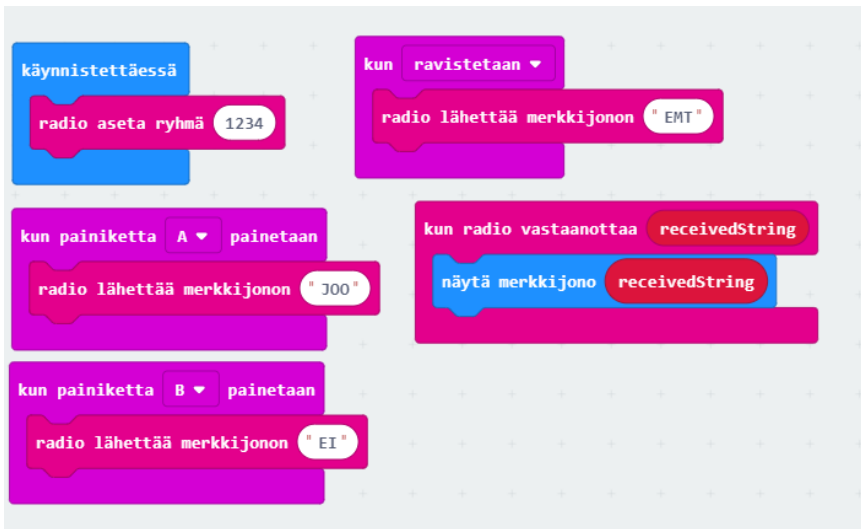 käynnistettäessä
radio aseta ryhmä 1234
kun ravistetaan
radio lähettää merkkijonon "EMT"
kun painiketta A painetaan
radio lähettää merkkijonon "JOO"
kun radio vastaanottaa receivedString
näytä merkkijono receivedString
kun painiketta B painetaan
radio lähettää merkkijonon "EI"